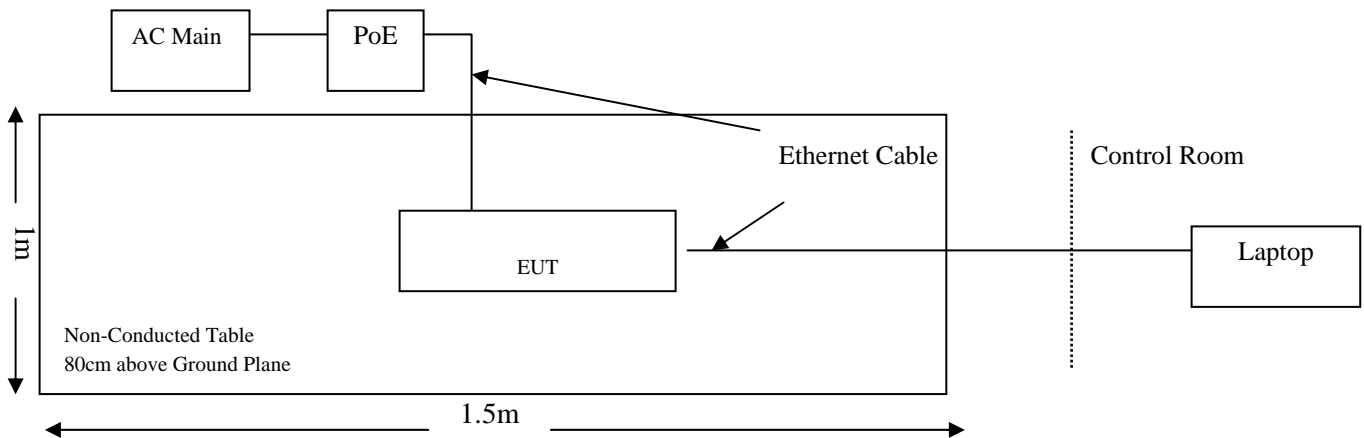 AC Main
PoE
Ethernet Cable
Control Room
1m
EUT
Laptop
Non-Conducted Table
80cm above Ground Plane
1.5m